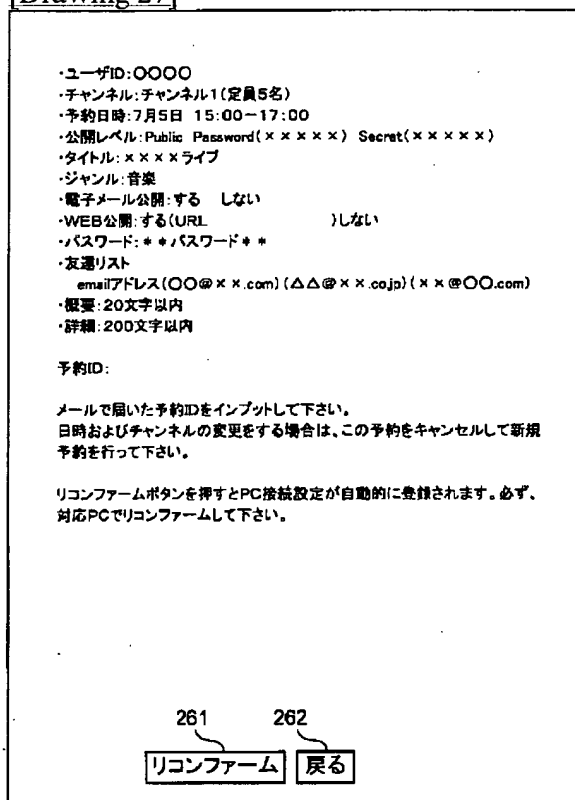 [Drawing 27]
・ユーザID:〇〇〇〇
・チャンネル:チャンネル1(定員5名)
・予約日時:7月5日 15:00-17:00
・公開レベル:Public Password(×××××) Secret(×××××)
・タイトル:××××ライブ
・ジャンル:音楽
・電子メール公開:する しない
・WEB公開:する(URL )しない
・パスワード:**パスワード**
・友達リスト
emailアドレス(〇〇@××.com)(△△@××.co.jp)(××@〇〇.com)
・概要:20文字以内
・詳細:200文字以内
予約ID:
メールで届いた予約IDをインプットして下さい。
日時およびチャンネルの変更をする場合は、この予約をキャンセルして新規
予約を行って下さい。
リコンファームボタンを押すとPC接続設定が自動的に登録されます。必ず、
対応PCでリコンファームして下さい。
261 262
リコンファーム 戻る